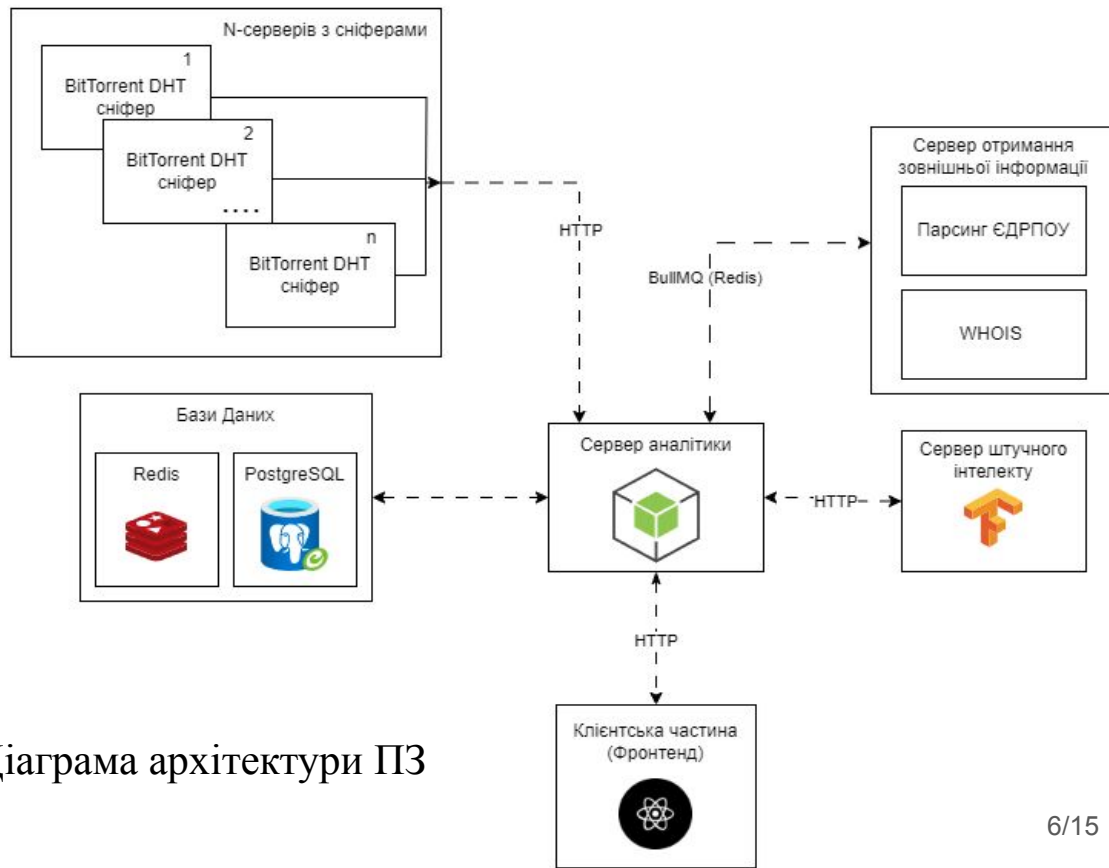 N-серверів з сніферами
1
BitTorrent DHT
сніфер
2
BitTorrent DHT
сніфер
....
n
BitTorrent DHT
сніфер
HTTP
Сервер отримання
зовнішньої інформації
Парсинг ЄДРПОУ
WHOIS
BullMQ (Redis)
Бази Даних
Redis
PostgreSQL
Сервер аналітики
HTTP
Сервер штучного
інтелекту
HTTP
Клієнтська частина
(Фронтенд)
Діаграма архітектури ПЗ
6/15